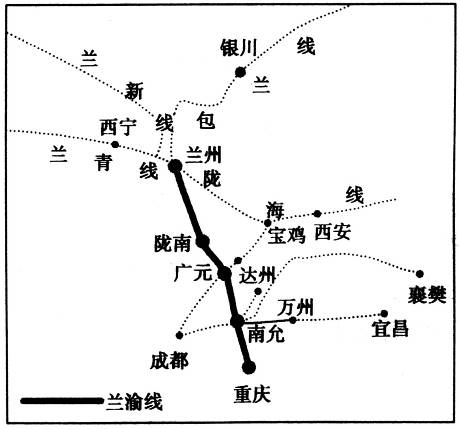 银川
线
兰
新
兰
西宁
线
包
兰
青
线
兰州
陇
海
线
宝鸡
西安
陇南
广元
达州
襄樊
万州
南允
宜昌
成都
重庆
兰渝线